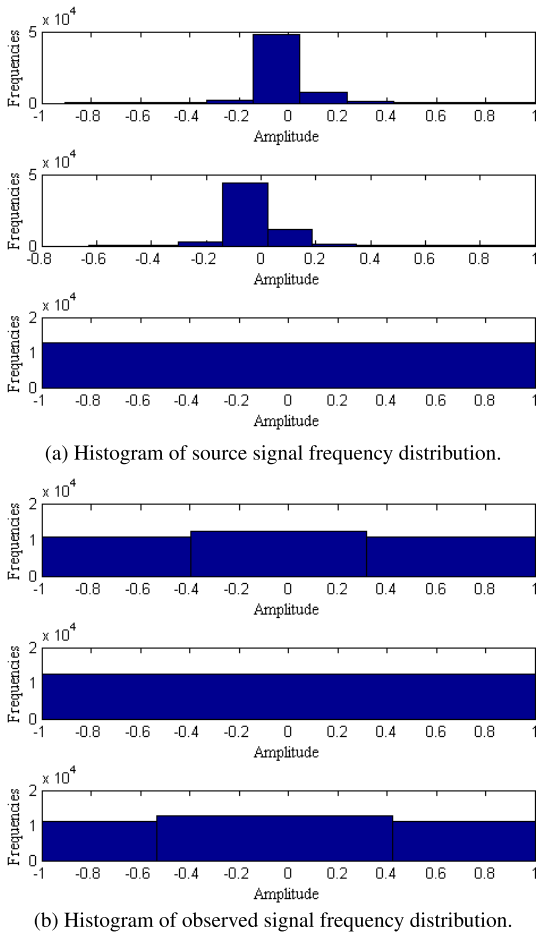 x 10^4
Frequencies
5
0
-1 -0.8 -0.6 -0.4 -0.2 0 0.2 0.4 0.6 0.8 1
Amplitude
x 10^4
Frequencies
5
0
-0.8 -0.6 -0.4 -0.2 0 0.2 0.4 0.6 0.8 1
Amplitude
x 10^4
Frequencies
2
1
0
-1 -0.8 -0.6 -0.4 -0.2 0 0.2 0.4 0.6 0.8 1
Amplitude
(a) Histogram of source signal frequency distribution.
x 10^4
Frequencies
2
1
0
-1 -0.8 -0.6 -0.4 -0.2 0 0.2 0.4 0.6 0.8 1
Amplitude
x 10^4
Frequencies
2
1
0
-1 -0.8 -0.6 -0.4 -0.2 0 0.2 0.4 0.6 0.8 1
Amplitude
x 10^4
Frequencies
2
1
0
-1 -0.8 -0.6 -0.4 -0.2 0 0.2 0.4 0.6 0.8 1
Amplitude
(b) Histogram of observed signal frequency distribution.